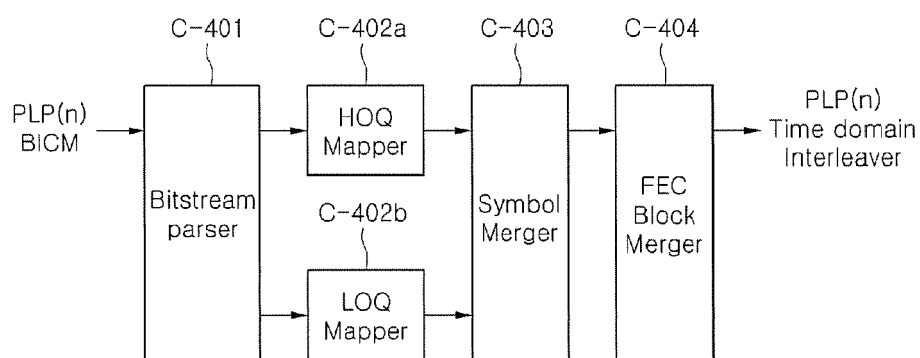 C-401
C-402a
C-403
C-404
PLP(n)
BICM
Bitstream
parser
HOQ
Mapper
C-402b
LOQ
Mapper
Symbol
Merger
FEC
Block
Merger
PLP(n)
Time domain
Interleaver